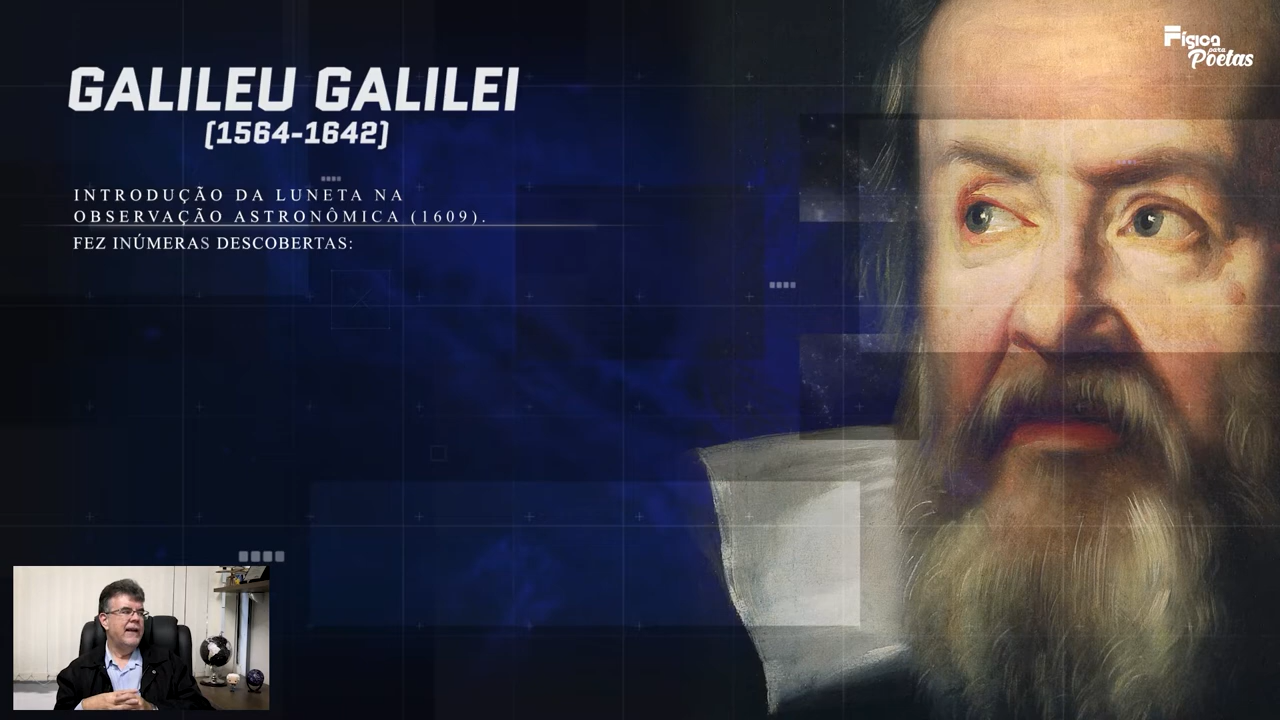 GALILEU GALILEI
(1564-1642)
INTRODUÇÃO DA LUNETA NA
OBSERVAÇÃO ASTRONÔMICA (1609).
FEZ INÚMERAS DESCOBERTAS:
Física
para
Poetas